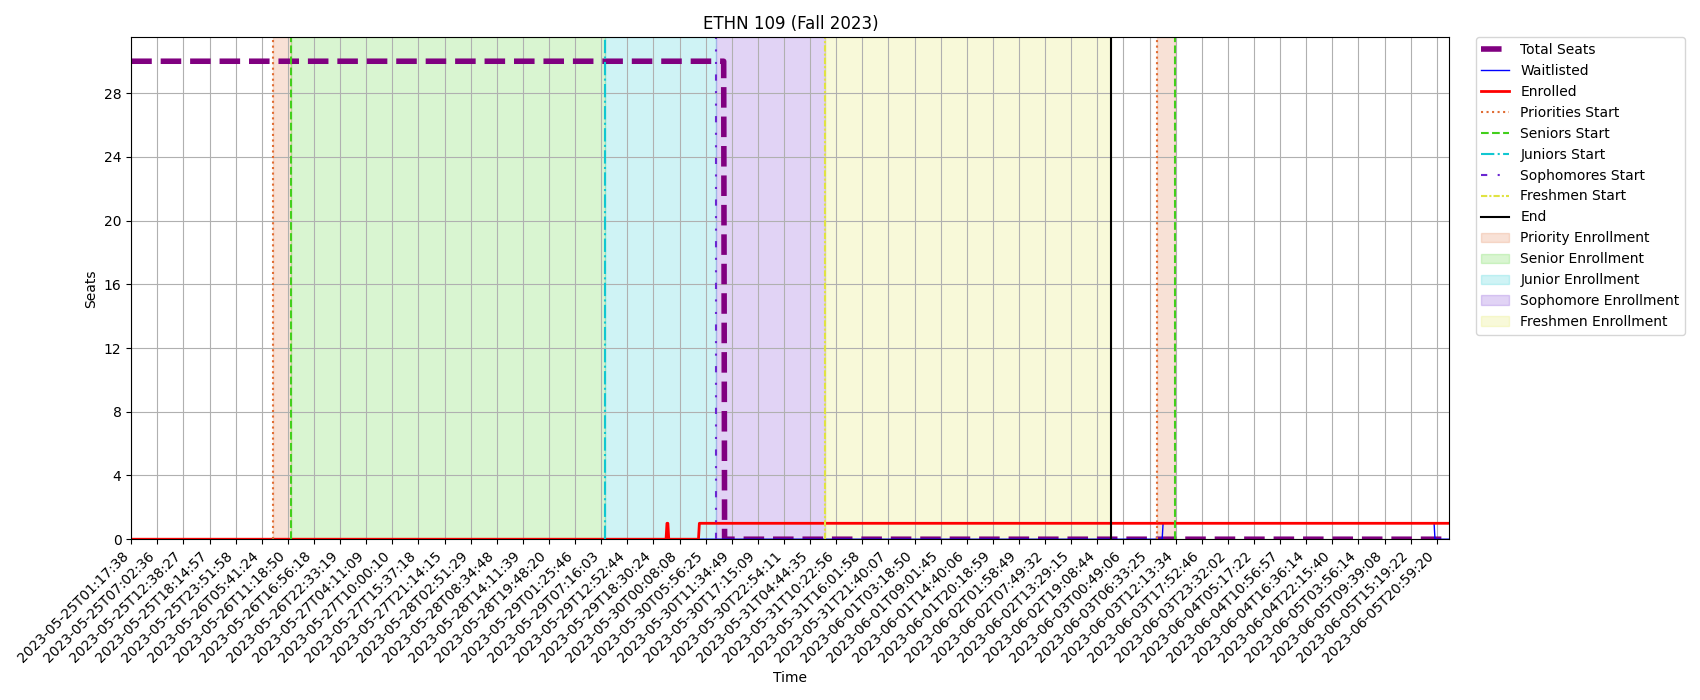 ETHN 109 (Fall 2023)
Seats
28
24
20
16
12
8
4
0
2023-05-25T01:17:38
2023-05-25T07:02:36
2023-05-25T12:38:27
2023-05-25T18:14:57
2023-05-25T23:51:58
2023-05-26T05:41:24
2023-05-26T11:18:50
2023-05-26T16:56:18
2023-05-26T22:33:19
2023-05-27T04:11:09
2023-05-27T10:00:10
2023-05-27T15:37:18
2023-05-27T21:14:15
2023-05-28T02:51:29
2023-05-28T08:34:48
2023-05-28T14:11:39
2023-05-28T19:48:20
2023-05-29T01:25:46
2023-05-29T07:16:03
2023-05-29T12:52:44
2023-05-29T18:30:24
2023-05-30T00:08:08
2023-05-30T05:56:25
2023-05-30T11:34:49
2023-05-30T17:15:09
2023-05-30T22:54:11
2023-05-31T04:44:35
2023-05-31T10:22:56
2023-05-31T16:01:58
2023-05-31T21:40:07
2023-06-01T03:18:50
2023-06-01T09:01:45
2023-06-01T14:40:06
2023-06-01T20:18:59
2023-06-02T01:58:49
2023-06-02T07:49:32
2023-06-02T13:29:15
2023-06-02T19:08:44
2023-06-03T00:49:06
2023-06-03T06:33:25
2023-06-03T12:13:34
2023-06-03T17:52:46
2023-06-03T23:32:02
2023-06-04T05:17:22
2023-06-04T10:56:57
2023-06-04T16:36:14
2023-06-04T22:15:40
2023-06-05T03:56:14
2023-06-05T09:39:08
2023-06-05T15:19:22
2023-06-05T20:59:20
Time
Total Seats
Waitlisted
Enrolled
Priorities Start
Seniors Start
Juniors Start
Sophomores Start
Freshmen Start
End
Priority Enrollment
Senior Enrollment
Junior Enrollment
Sophomore Enrollment
Freshmen Enrollment